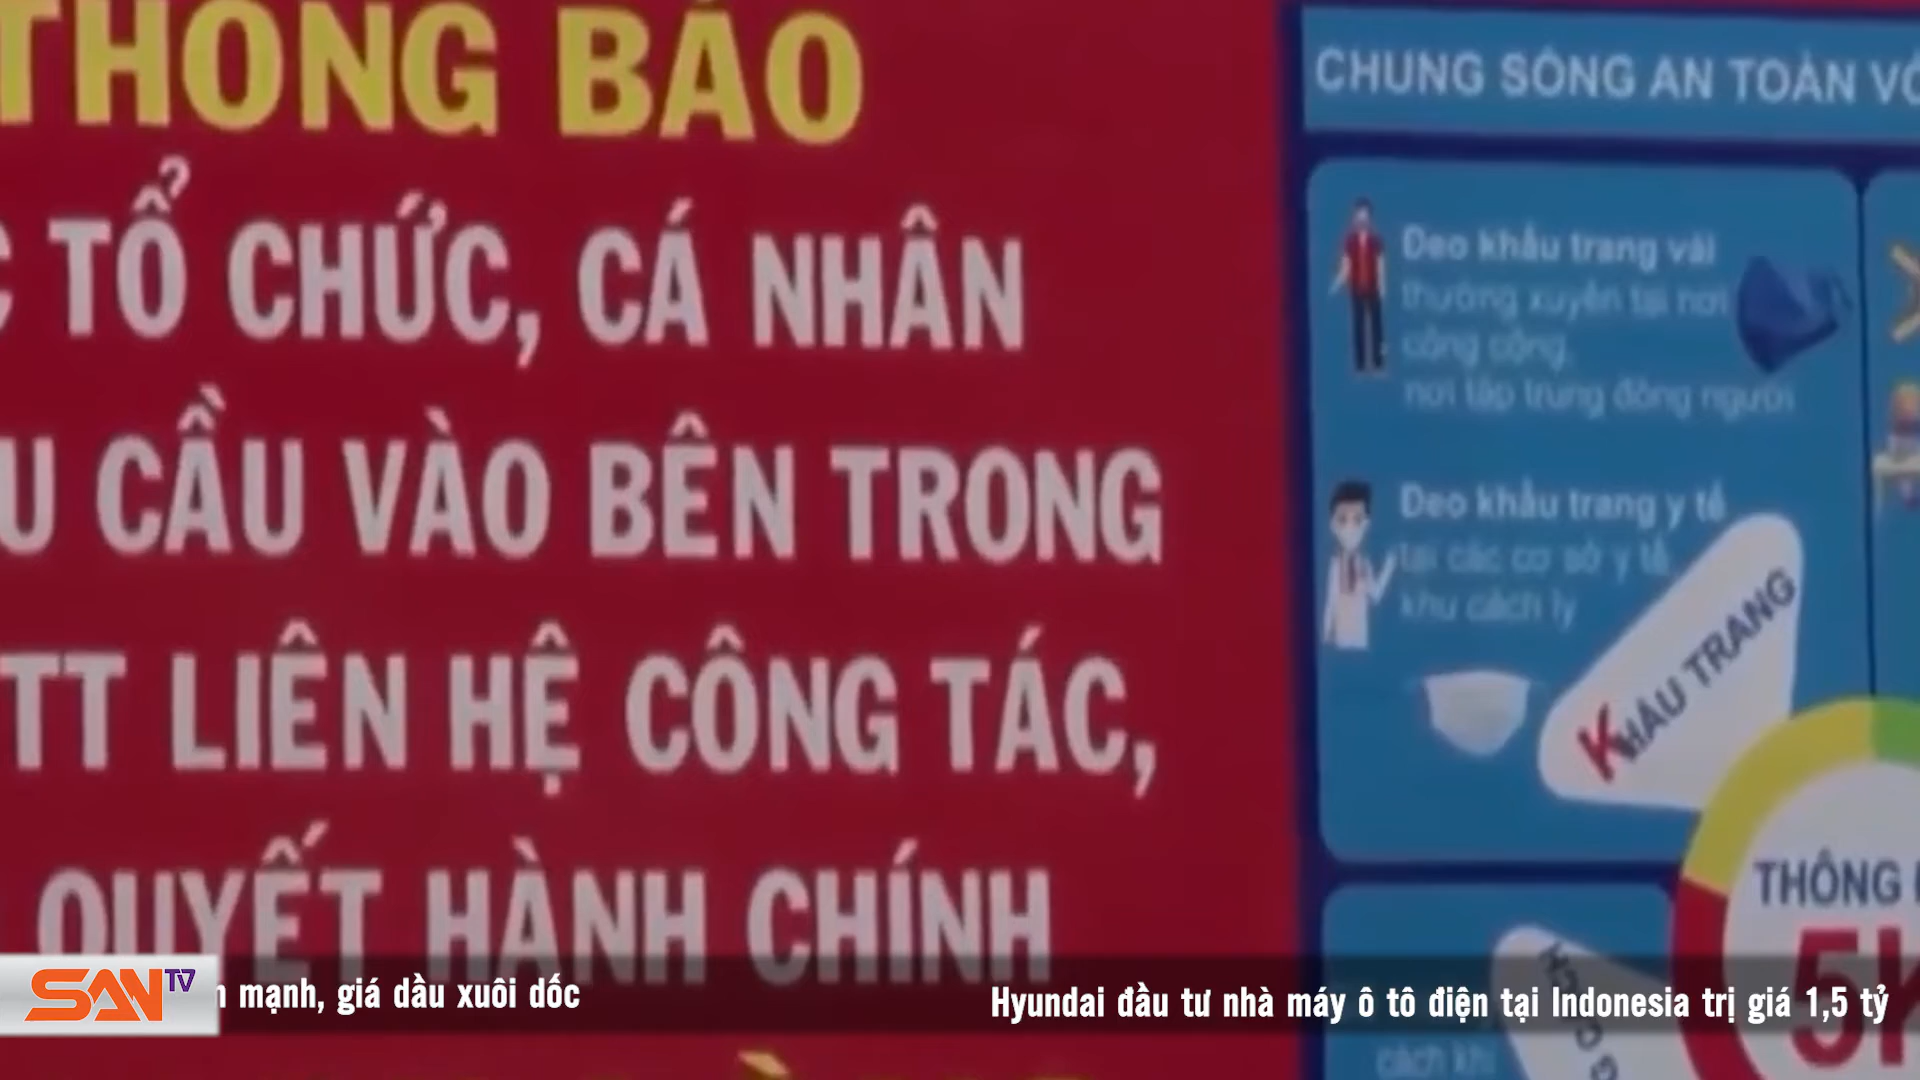 THÔNG BÁO
TỔ CHỨC, CÁ NHÂN
U CẦU VÀO BÊN TRONG
TT LIÊN HỆ CÔNG TÁC,
QUYẾT HÀNH CHÍNH
CHUNG SỐNG AN TOÀN VỚ
Đeo khẩu trang vải
thường xuyên tại nơi
công cộng,
nơi tập trung đông người
Đeo khẩu trang y tế
tại các cơ sở y tế,
khu cách ly
KHẨU TRANG
THÔNG
5K
cách khi
SAN TV
mạnh, giá dầu xuôi dốc
Hyundai đầu tư nhà máy ô tô điện tại Indonesia trị giá 1,5 tỷ